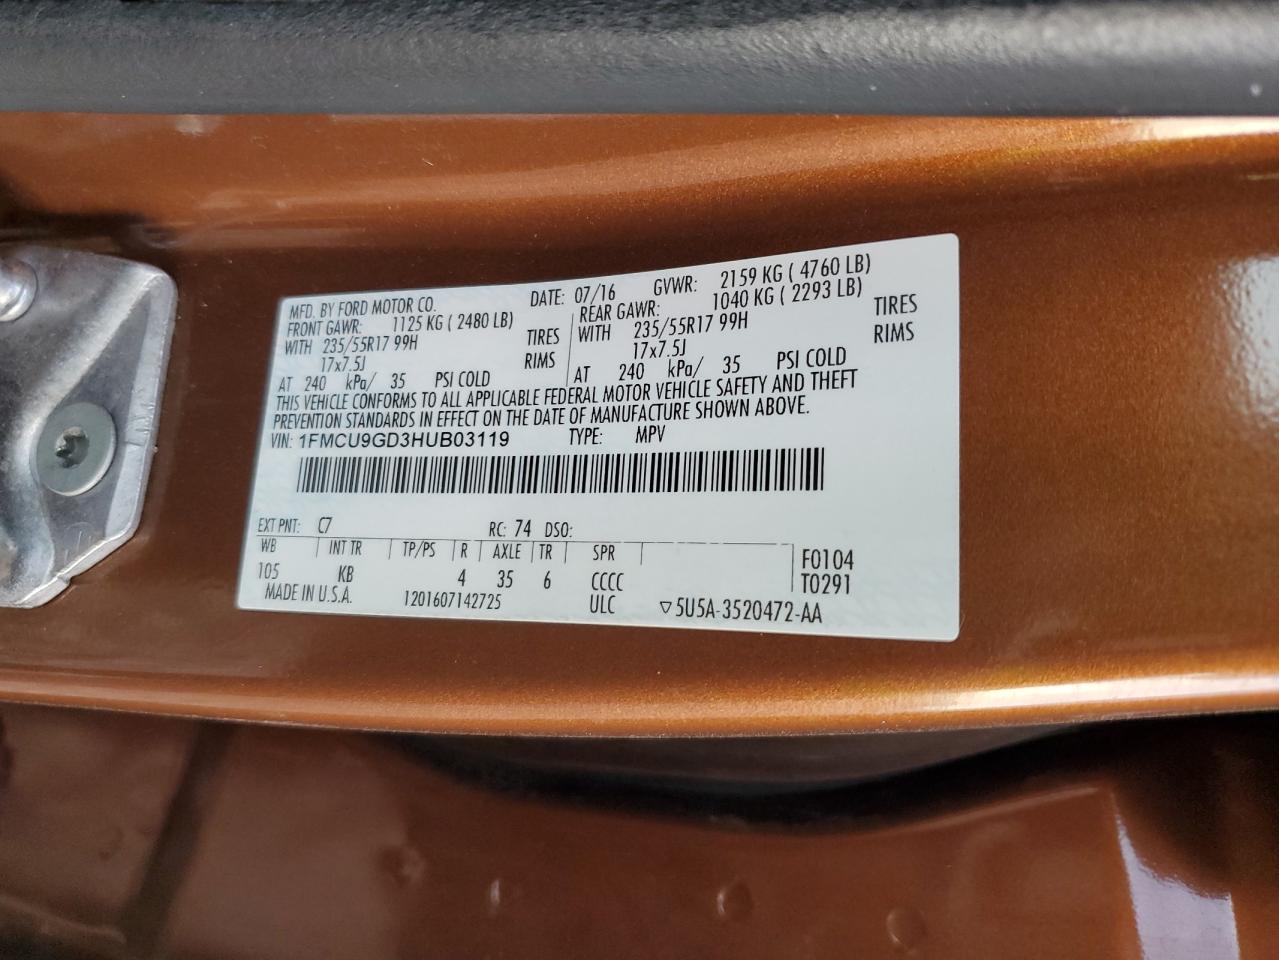 MFD. BY FORD MOTOR CO. DATE: 07/16 GVWR: 2159 KG ( 4760 LB)
FRONT GAWR: 1125 KG ( 2480 LB) REAR GAWR: 1040 KG ( 2293 LB)
WITH 235/55R17 99H TIRES WITH 235/55R17 99H TIRES
17x7.5J RIMS 17x7.5J RIMS
AT 240 kPa/ 35 PSI COLD AT 240 kPa/ 35 PSI COLD
THIS VEHICLE CONFORMS TO ALL APPLICABLE FEDERAL MOTOR VEHICLE SAFETY AND THEFT
PREVENTION STANDARDS IN EFFECT ON THE DATE OF MANUFACTURE SHOWN ABOVE.
VIN: 1FMCU9GD3HUB03119 TYPE: MPV
EXT PNT: C7 RC: 74 DSO:
WB INT TR TP/PS R AXLE TR SPR F0104
105 KB 4 35 6 CCCC T0291
MADE IN U.S.A. 1201607142725 ULC ▽5U5A-3520472-AA